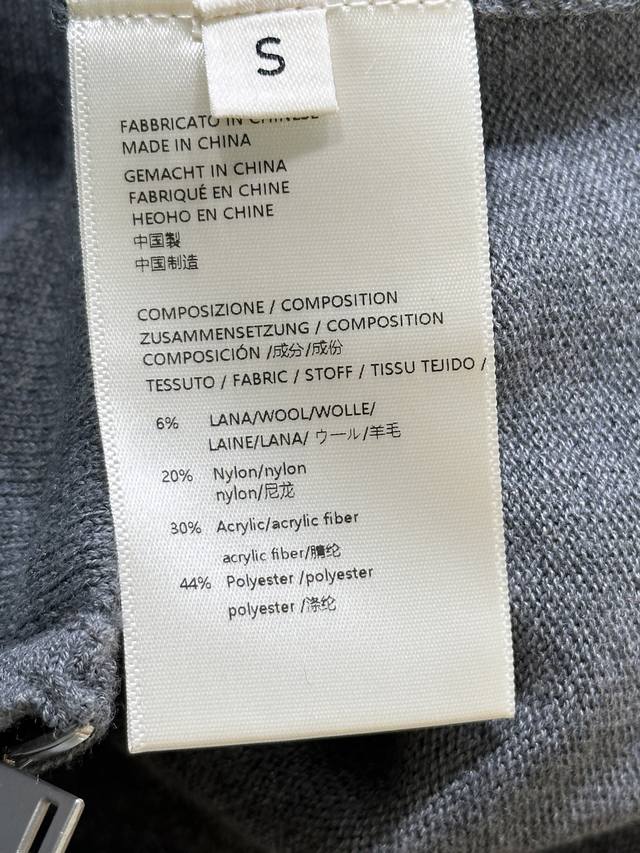 S
FABBRICATO IN CHINESE
MADE IN CHINA
GEMACHT IN CHINA
FABRIQUÉ EN CHINE
HEOHO EN CHINE
中国製
中国制造
COMPOSIZIONE / COMPOSITION
ZUSAMMENSETZUNG / COMPOSITION
COMPOSICIÓN /成分/成份
TESSUTO / FABRIC / STOFF / TISSU TEJIDO /
6% LANA/WOOL/WOLLE/
LAINE/LANA/ ウール/羊毛
20% Nylon/nylon
nylon/尼龙
30% Acrylic/acrylic fiber
acrylic fiber/腈纶
44% Polyester /polyester
polyester /涤纶